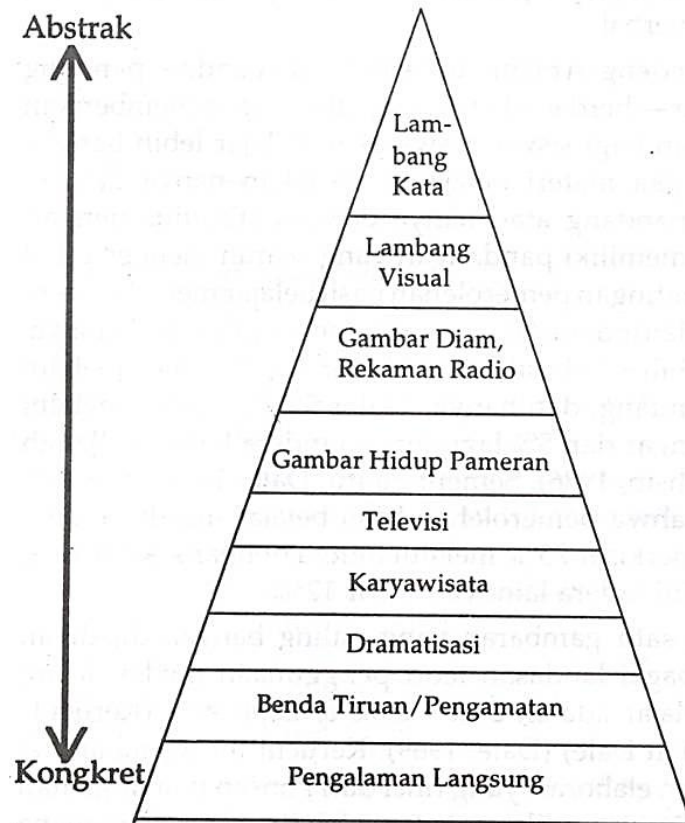 Abstrak
Lam-
bang
Kata
Lambang
Visual
Gambar Diam,
Rekaman Radio
Gambar Hidup Pameran
Televisi
Karyawisata
Dramatisasi
Benda Tiruan/Pengamatan
Pengalaman Langsung
Kongkret